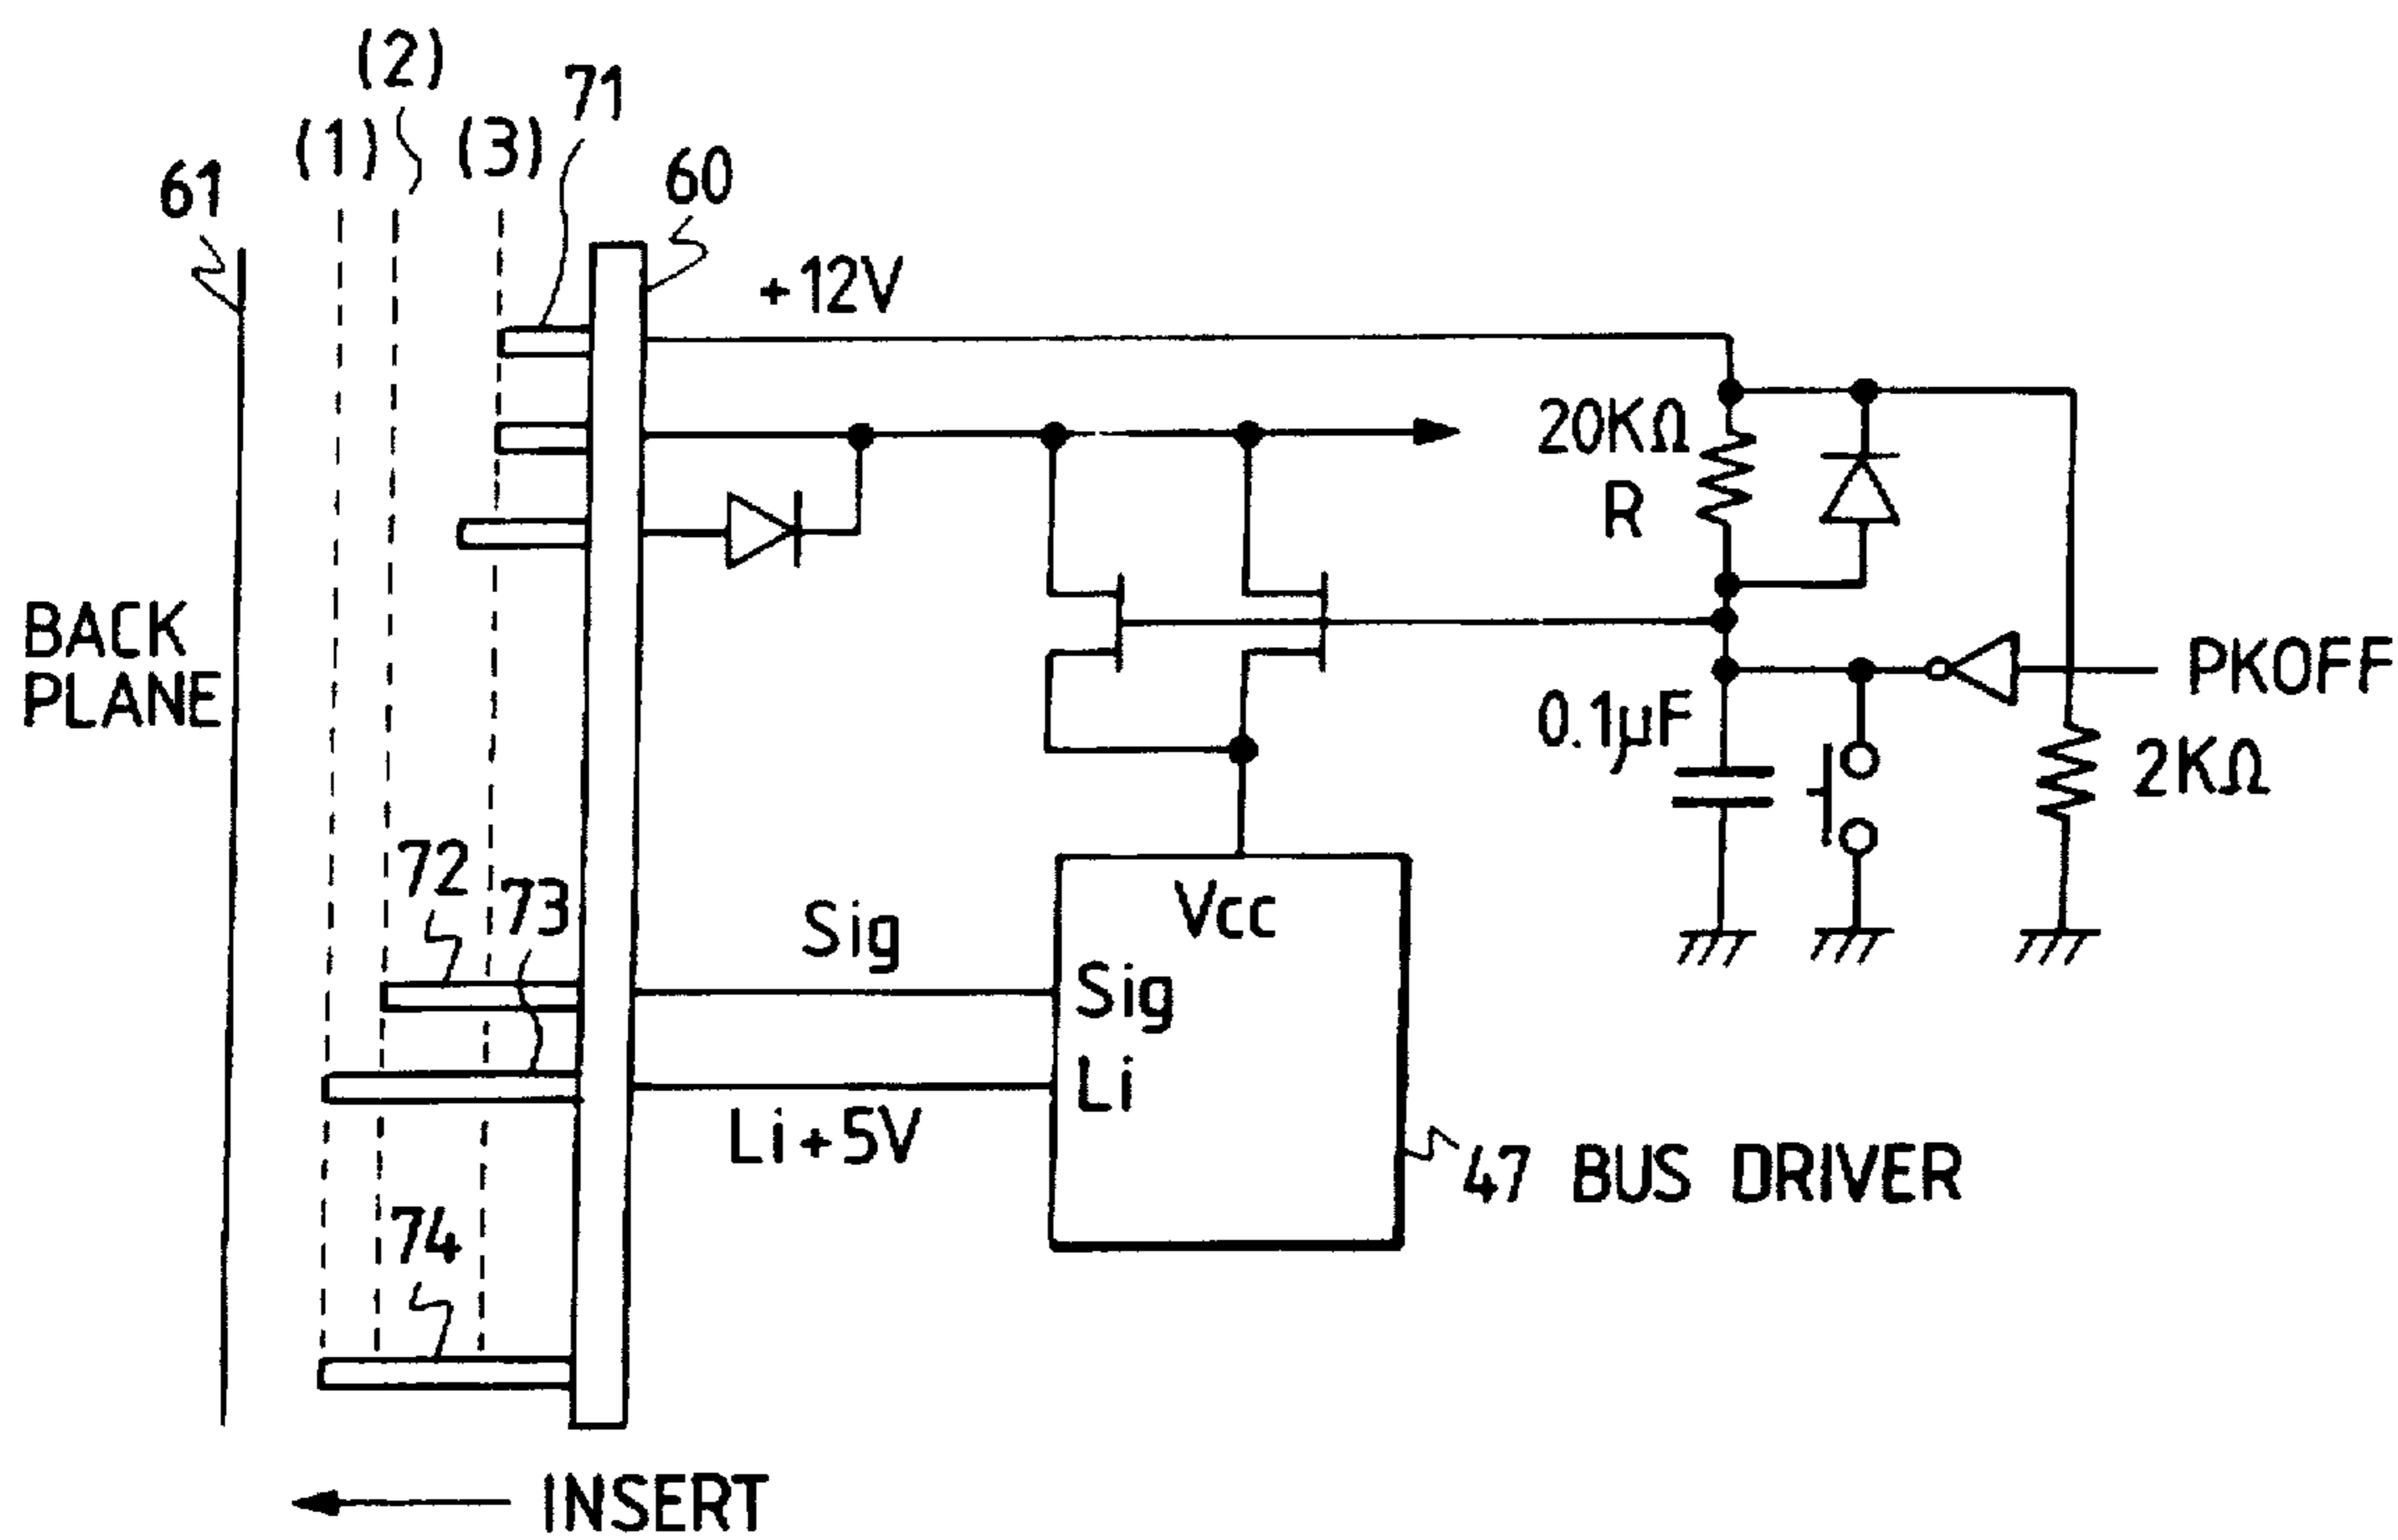 (2)
71
(1)
(3)
60
61
+12V
20KΩ
R
BACK
PLANE
PKOFF
0.1μF
2KΩ
72
73
Sig
Vcc
Sig
Li
Li+5V
47 BUS DRIVER
74
INSERT